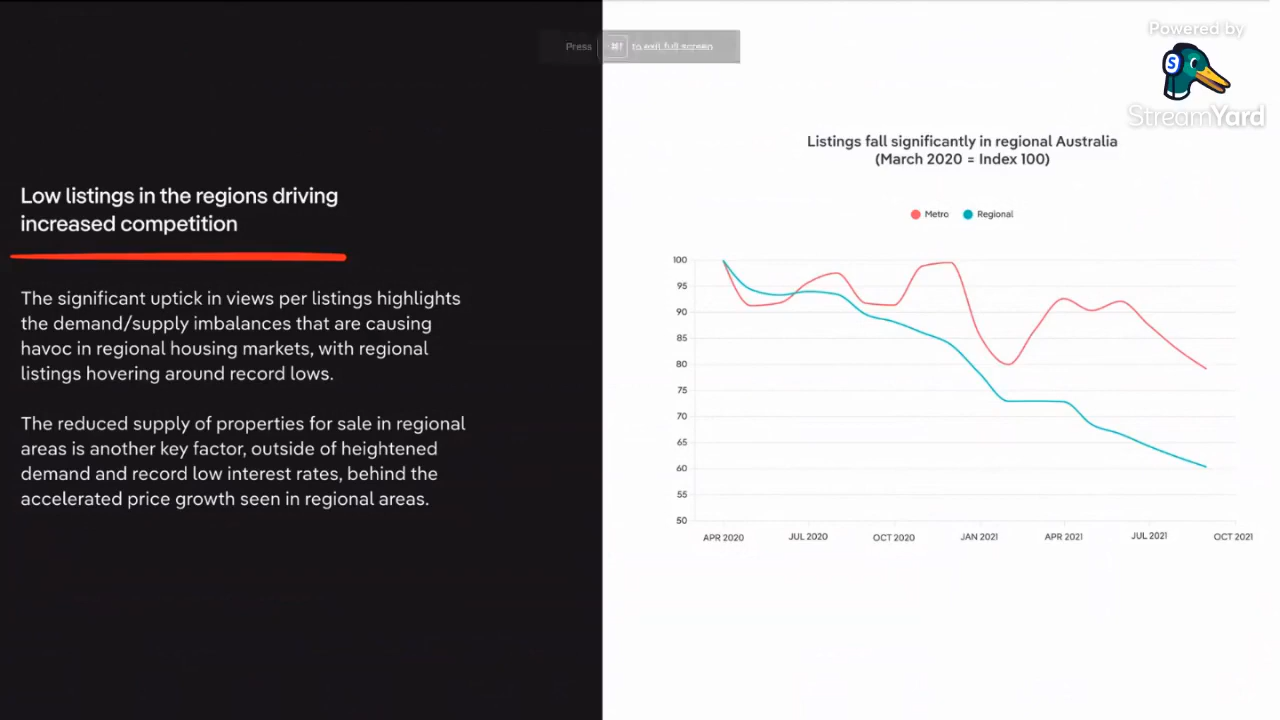 Press ⌘F to exit full screen
Powered by
S
StreamYard
Low listings in the regions driving
increased competition
The significant uptick in views per listings highlights
the demand/supply imbalances that are causing
havoc in regional housing markets, with regional
listings hovering around record lows.
The reduced supply of properties for sale in regional
areas is another key factor, outside of heightened
demand and record low interest rates, behind the
accelerated price growth seen in regional areas.
Listings fall significantly in regional Australia
(March 2020 = Index 100)
Metro Regional
100
95
90
85
80
75
70
65
60
55
50
APR 2020 JUL 2020 OCT 2020 JAN 2021 APR 2021 JUL 2021 OCT 2021